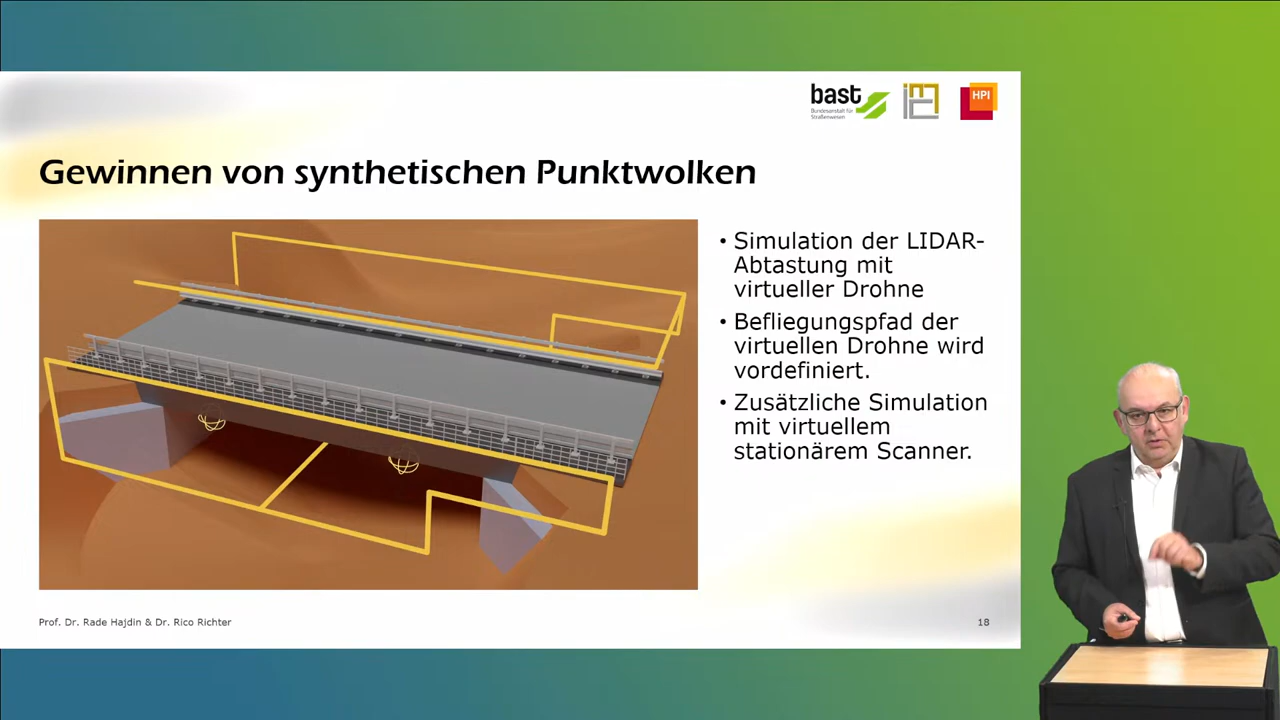 bast
Bundesanstalt für
Straßenwesen
HPI
Gewinnen von synthetischen Punktwolken
• Simulation der LIDAR-
Abtastung mit
virtueller Drohne
• Befliegungspfad der
virtuellen Drohne wird
vordefiniert.
• Zusätzliche Simulation
mit virtuellem
stationärem Scanner.
Prof. Dr. Rade Hajdin & Dr. Rico Richter
18